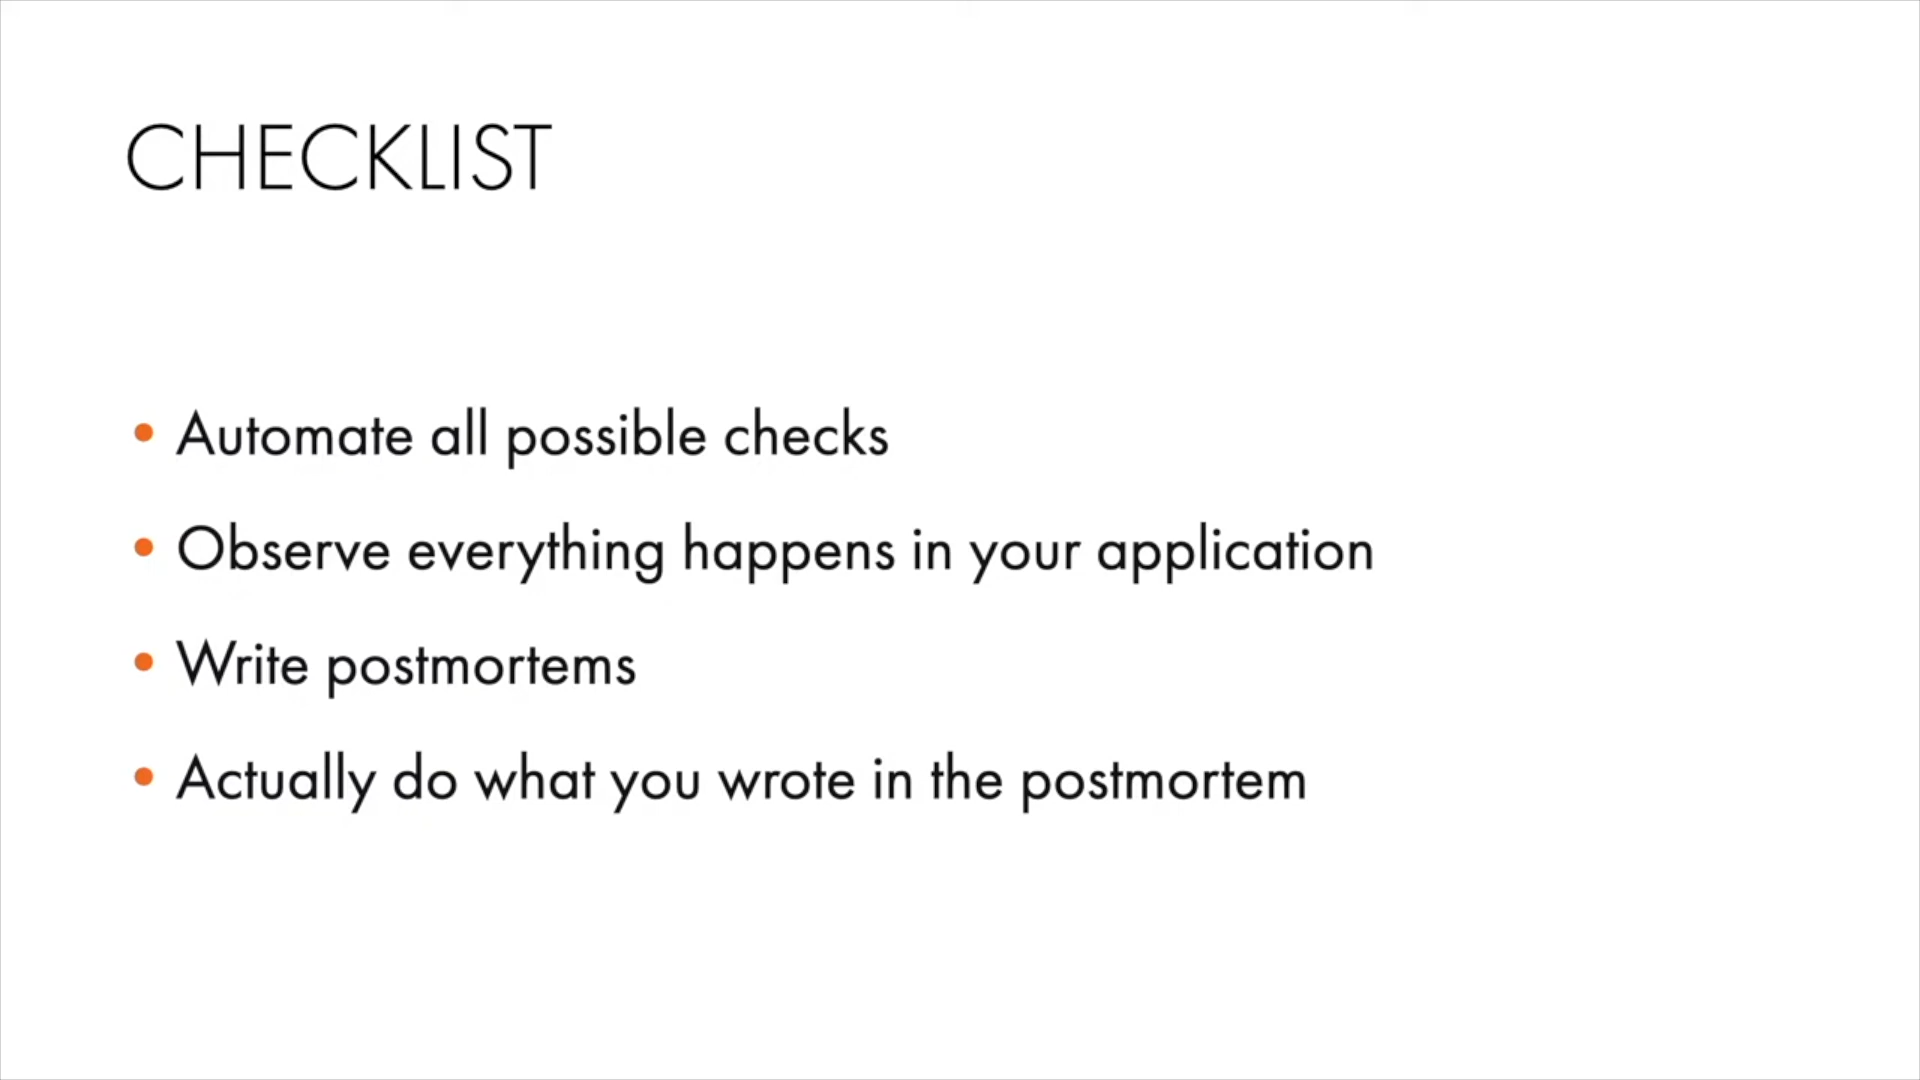 CHECKLIST
• Automate all possible checks
• Observe everything happens in your application
• Write postmortems
• Actually do what you wrote in the postmortem